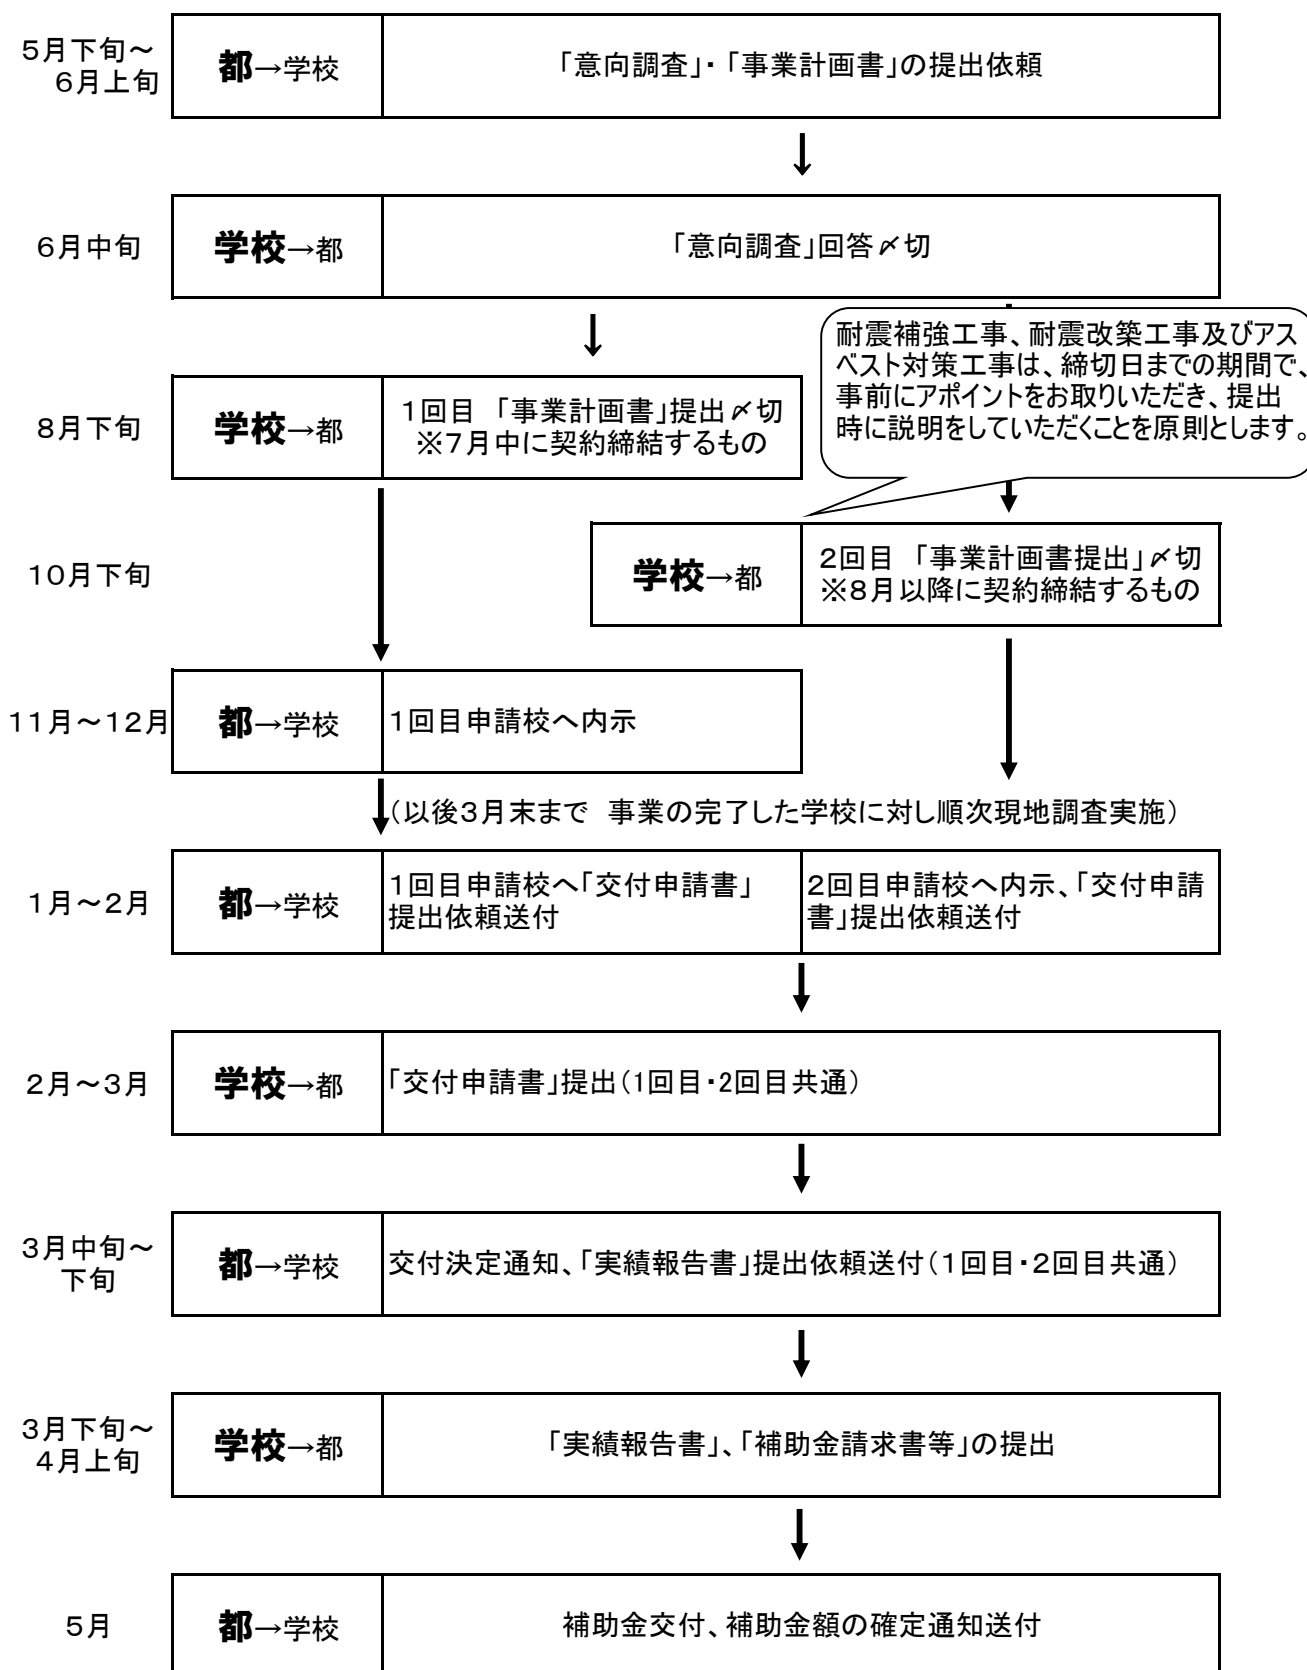 5月下旬～
6月上旬
都→学校
「意向調査」・「事業計画書」の提出依頼
6月中旬
学校→都
「意向調査」回答〆切
耐震補強工事、耐震改築工事及びアス
ベスト対策工事は、締切日までの期間で、
事前にアポイントをお取りいただき、提出
時に説明をしていただくことを原則とします。
8月下旬
学校→都
1回目 「事業計画書」提出〆切
※7月中に契約締結するもの
10月下旬
学校→都
2回目 「事業計画書提出」〆切
※8月以降に契約締結するもの
11月～12月
都→学校
1回目申請校へ内示
（以後3月末まで 事業の完了した学校に対し順次現地調査実施）
1月～2月
都→学校
1回目申請校へ「交付申請書」
提出依頼送付
2回目申請校へ内示、「交付申請
書」提出依頼送付
2月～3月
学校→都
「交付申請書」提出（1回目・2回目共通）
3月中旬～
下旬
都→学校
交付決定通知、「実績報告書」提出依頼送付（1回目・2回目共通）
3月下旬～
4月上旬
学校→都
「実績報告書」、「補助金請求書等」の提出
5月
都→学校
補助金交付、補助金額の確定通知送付